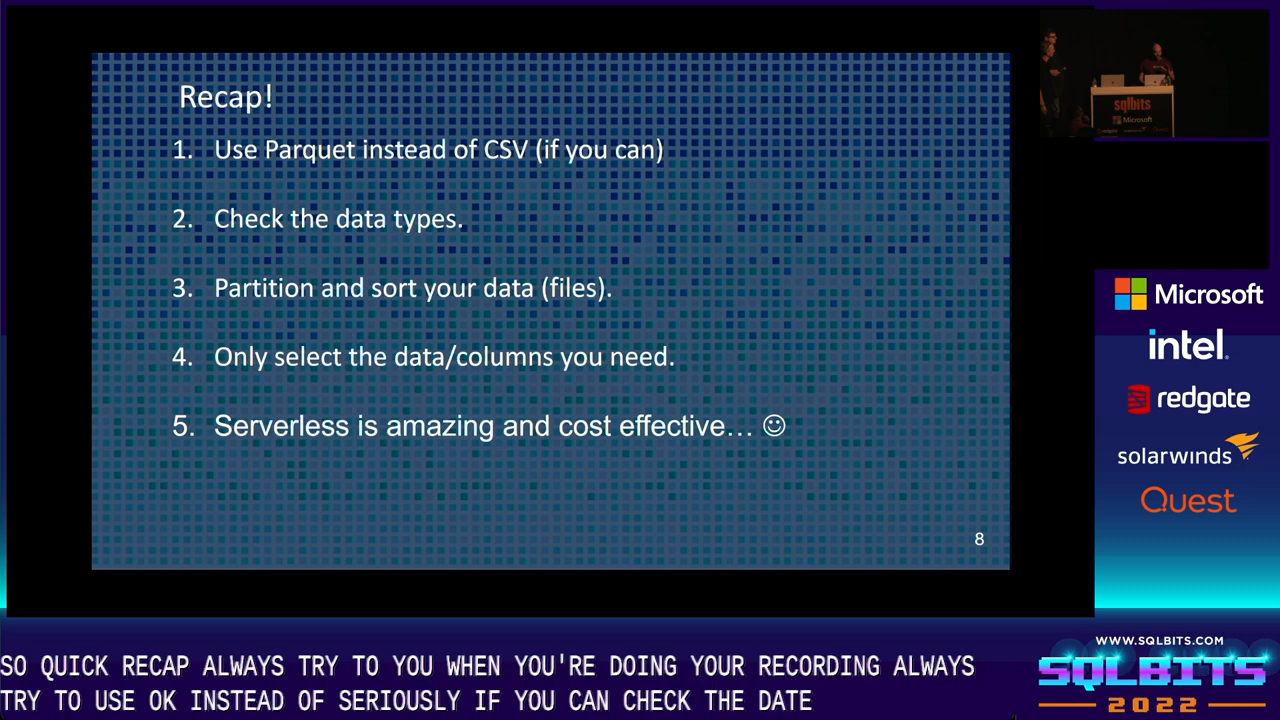 Recap!
1. Use Parquet instead of CSV (if you can)
2. Check the data types.
3. Partition and sort your data (files).
4. Only select the data/columns you need.
5. Serverless is amazing and cost effective… ☺
8
sqlbits
Microsoft
Microsoft
intel.
redgate
solarwinds
Quest
WWW.SQLBITS.COM
SQLBITS
2022
SO QUICK RECAP ALWAYS TRY TO YOU WHEN YOU'RE DOING YOUR RECORDING ALWAYS
TRY TO USE OK INSTEAD OF SERIOUSLY IF YOU CAN CHECK THE DATE